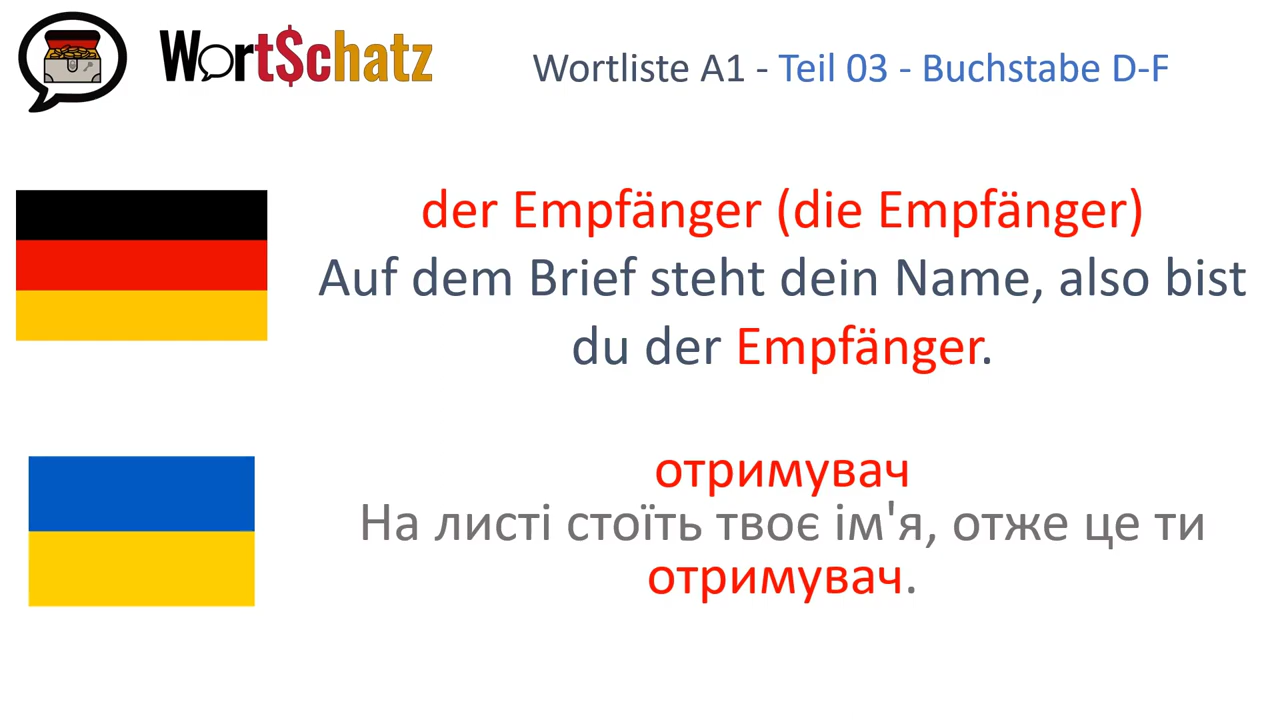 WortSchatz
Wortliste A1 - Teil 03 - Buchstabe D-F
der Empfänger (die Empfänger)
Auf dem Brief steht dein Name, also bist
du der Empfänger.
отримувач
На листі стоїть твоє ім'я, отже це ти
отримувач.